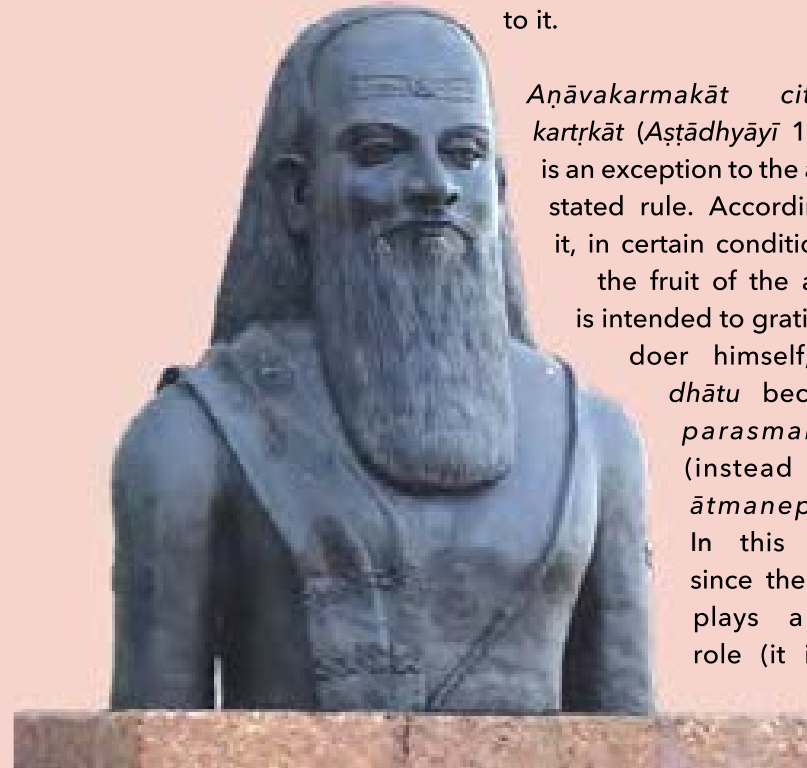 to it.
Aṇāvakarmakāt cit
kartṛkāt (Aṣṭādhyāyī 1
is an exception to the a
stated rule. Accordi
it, in certain conditio
the fruit of the a
is intended to grati
doer himself,
dhātu bec
parasmai
(instead
ātmanep
In this
since the
plays a
role (it i